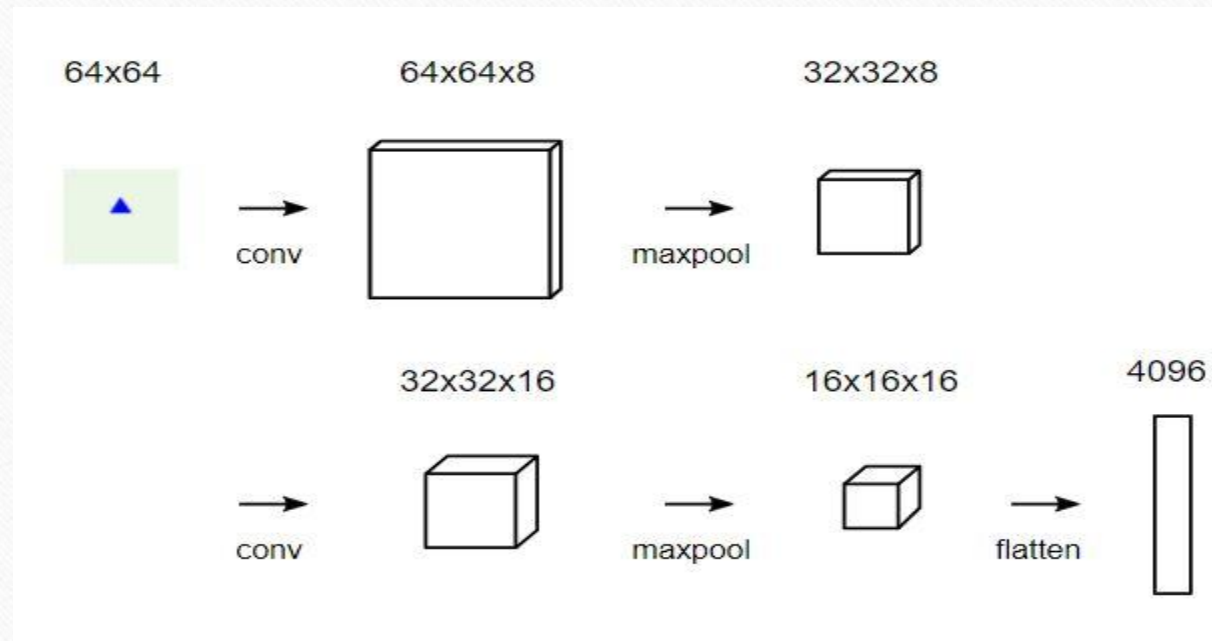 64x64 64x64x8 32x32x8
conv maxpool
32x32x16 16x16x16 4096
conv maxpool flatten